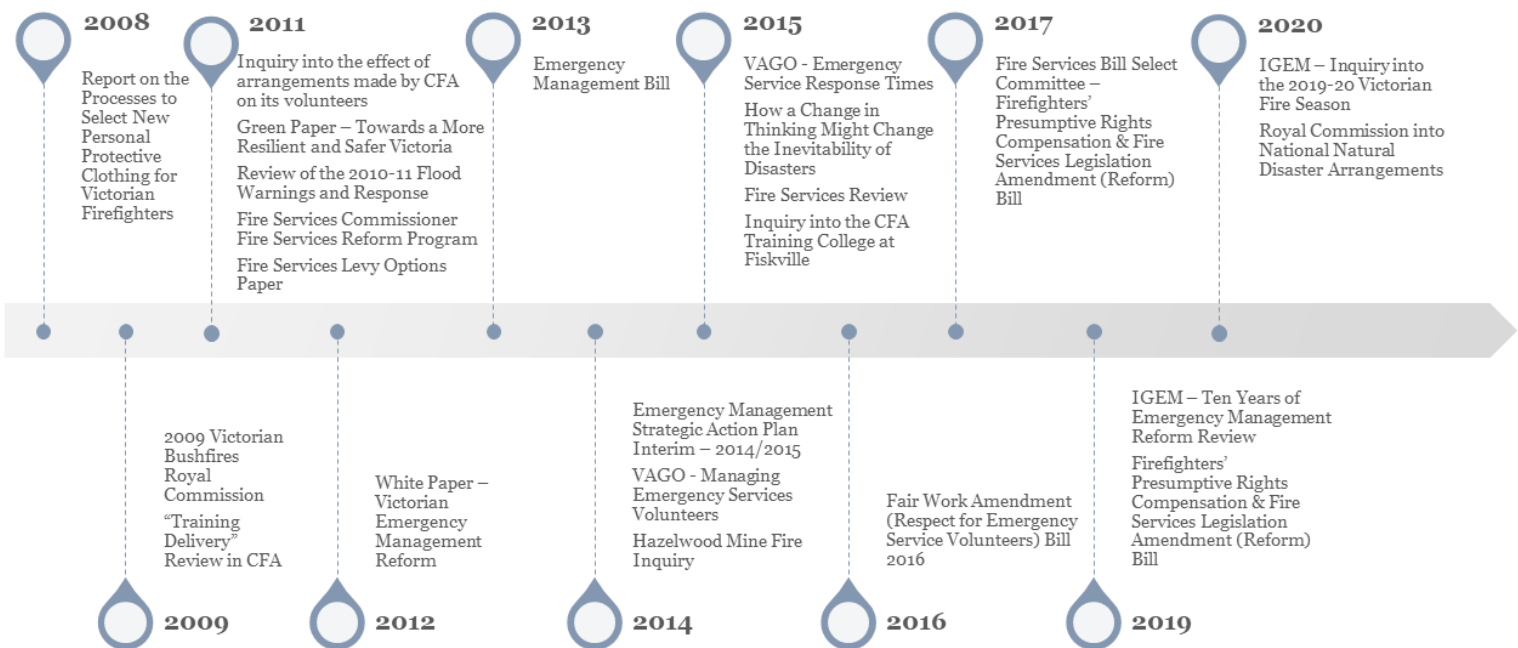 2008
Report on the
Processes to
Select New
Personal
Protective
Clothing for
Victorian
Firefighters
2011
Inquiry into the effect of
arrangements made by CFA
on its volunteers
Green Paper – Towards a More
Resilient and Safer Victoria
Review of the 2010-11 Flood
Warnings and Response
Fire Services Commissioner
Fire Services Reform Program
Fire Services Levy Options
Paper
2013
Emergency
Management Bill
2015
VAGO - Emergency
Service Response Times
How a Change in
Thinking Might Change
the Inevitability of
Disasters
Fire Services Review
Inquiry into the CFA
Training College at
Fiskville
2017
Fire Services Bill Select
Committee –
Firefighters’
Presumptive Rights
Compensation & Fire
Services Legislation
Amendment (Reform)
Bill
2020
IGEM – Inquiry into
the 2019-20 Victorian
Fire Season
Royal Commission into
National Natural
Disaster Arrangements
2009 Victorian
Bushfires
Royal
Commission
“Training
Delivery”
Review in CFA
2009
White Paper –
Victorian
Emergency
Management
Reform
2012
Emergency Management
Strategic Action Plan
Interim – 2014/2015
VAGO - Managing
Emergency Services
Volunteers
Hazelwood Mine Fire
Inquiry
2014
Fair Work Amendment
(Respect for Emergency
Service Volunteers) Bill
2016
2016
IGEM – Ten Years of
Emergency Management
Reform Review
Firefighters’
Presumptive Rights
Compensation & Fire
Services Legislation
Amendment (Reform)
Bill
2019